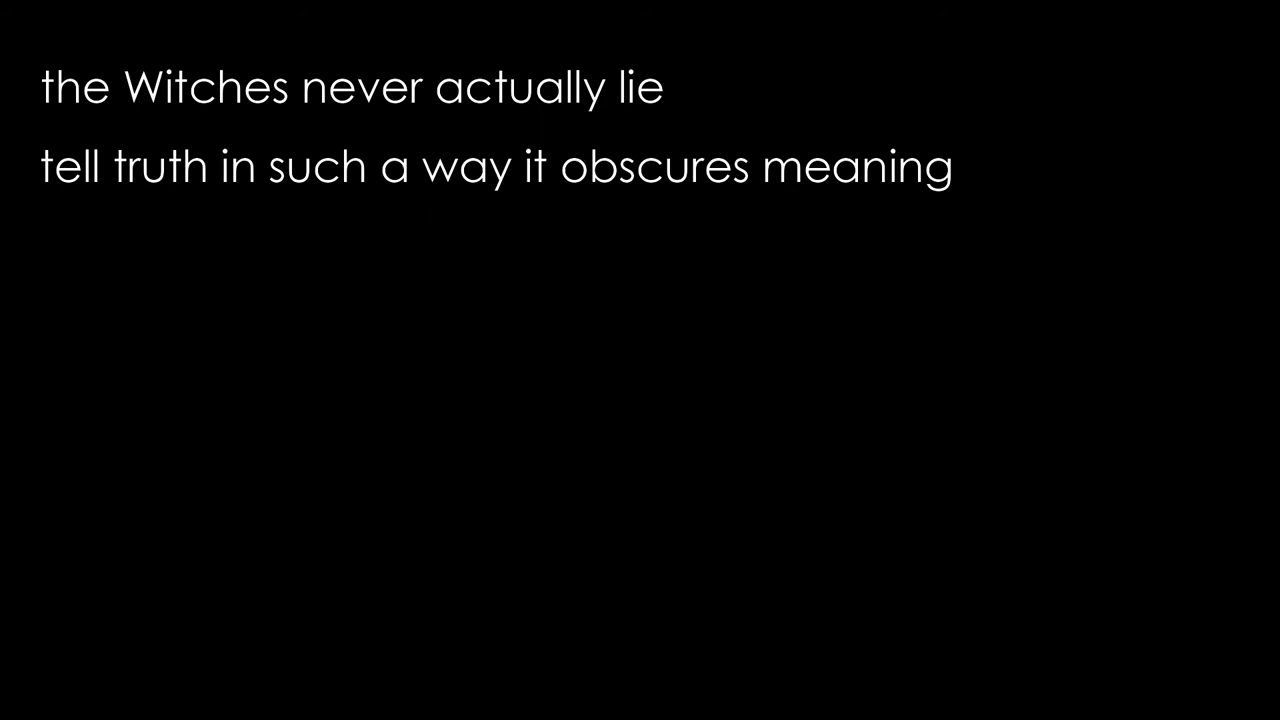 the Witches never actually lie
tell truth in such a way it obscures meaning